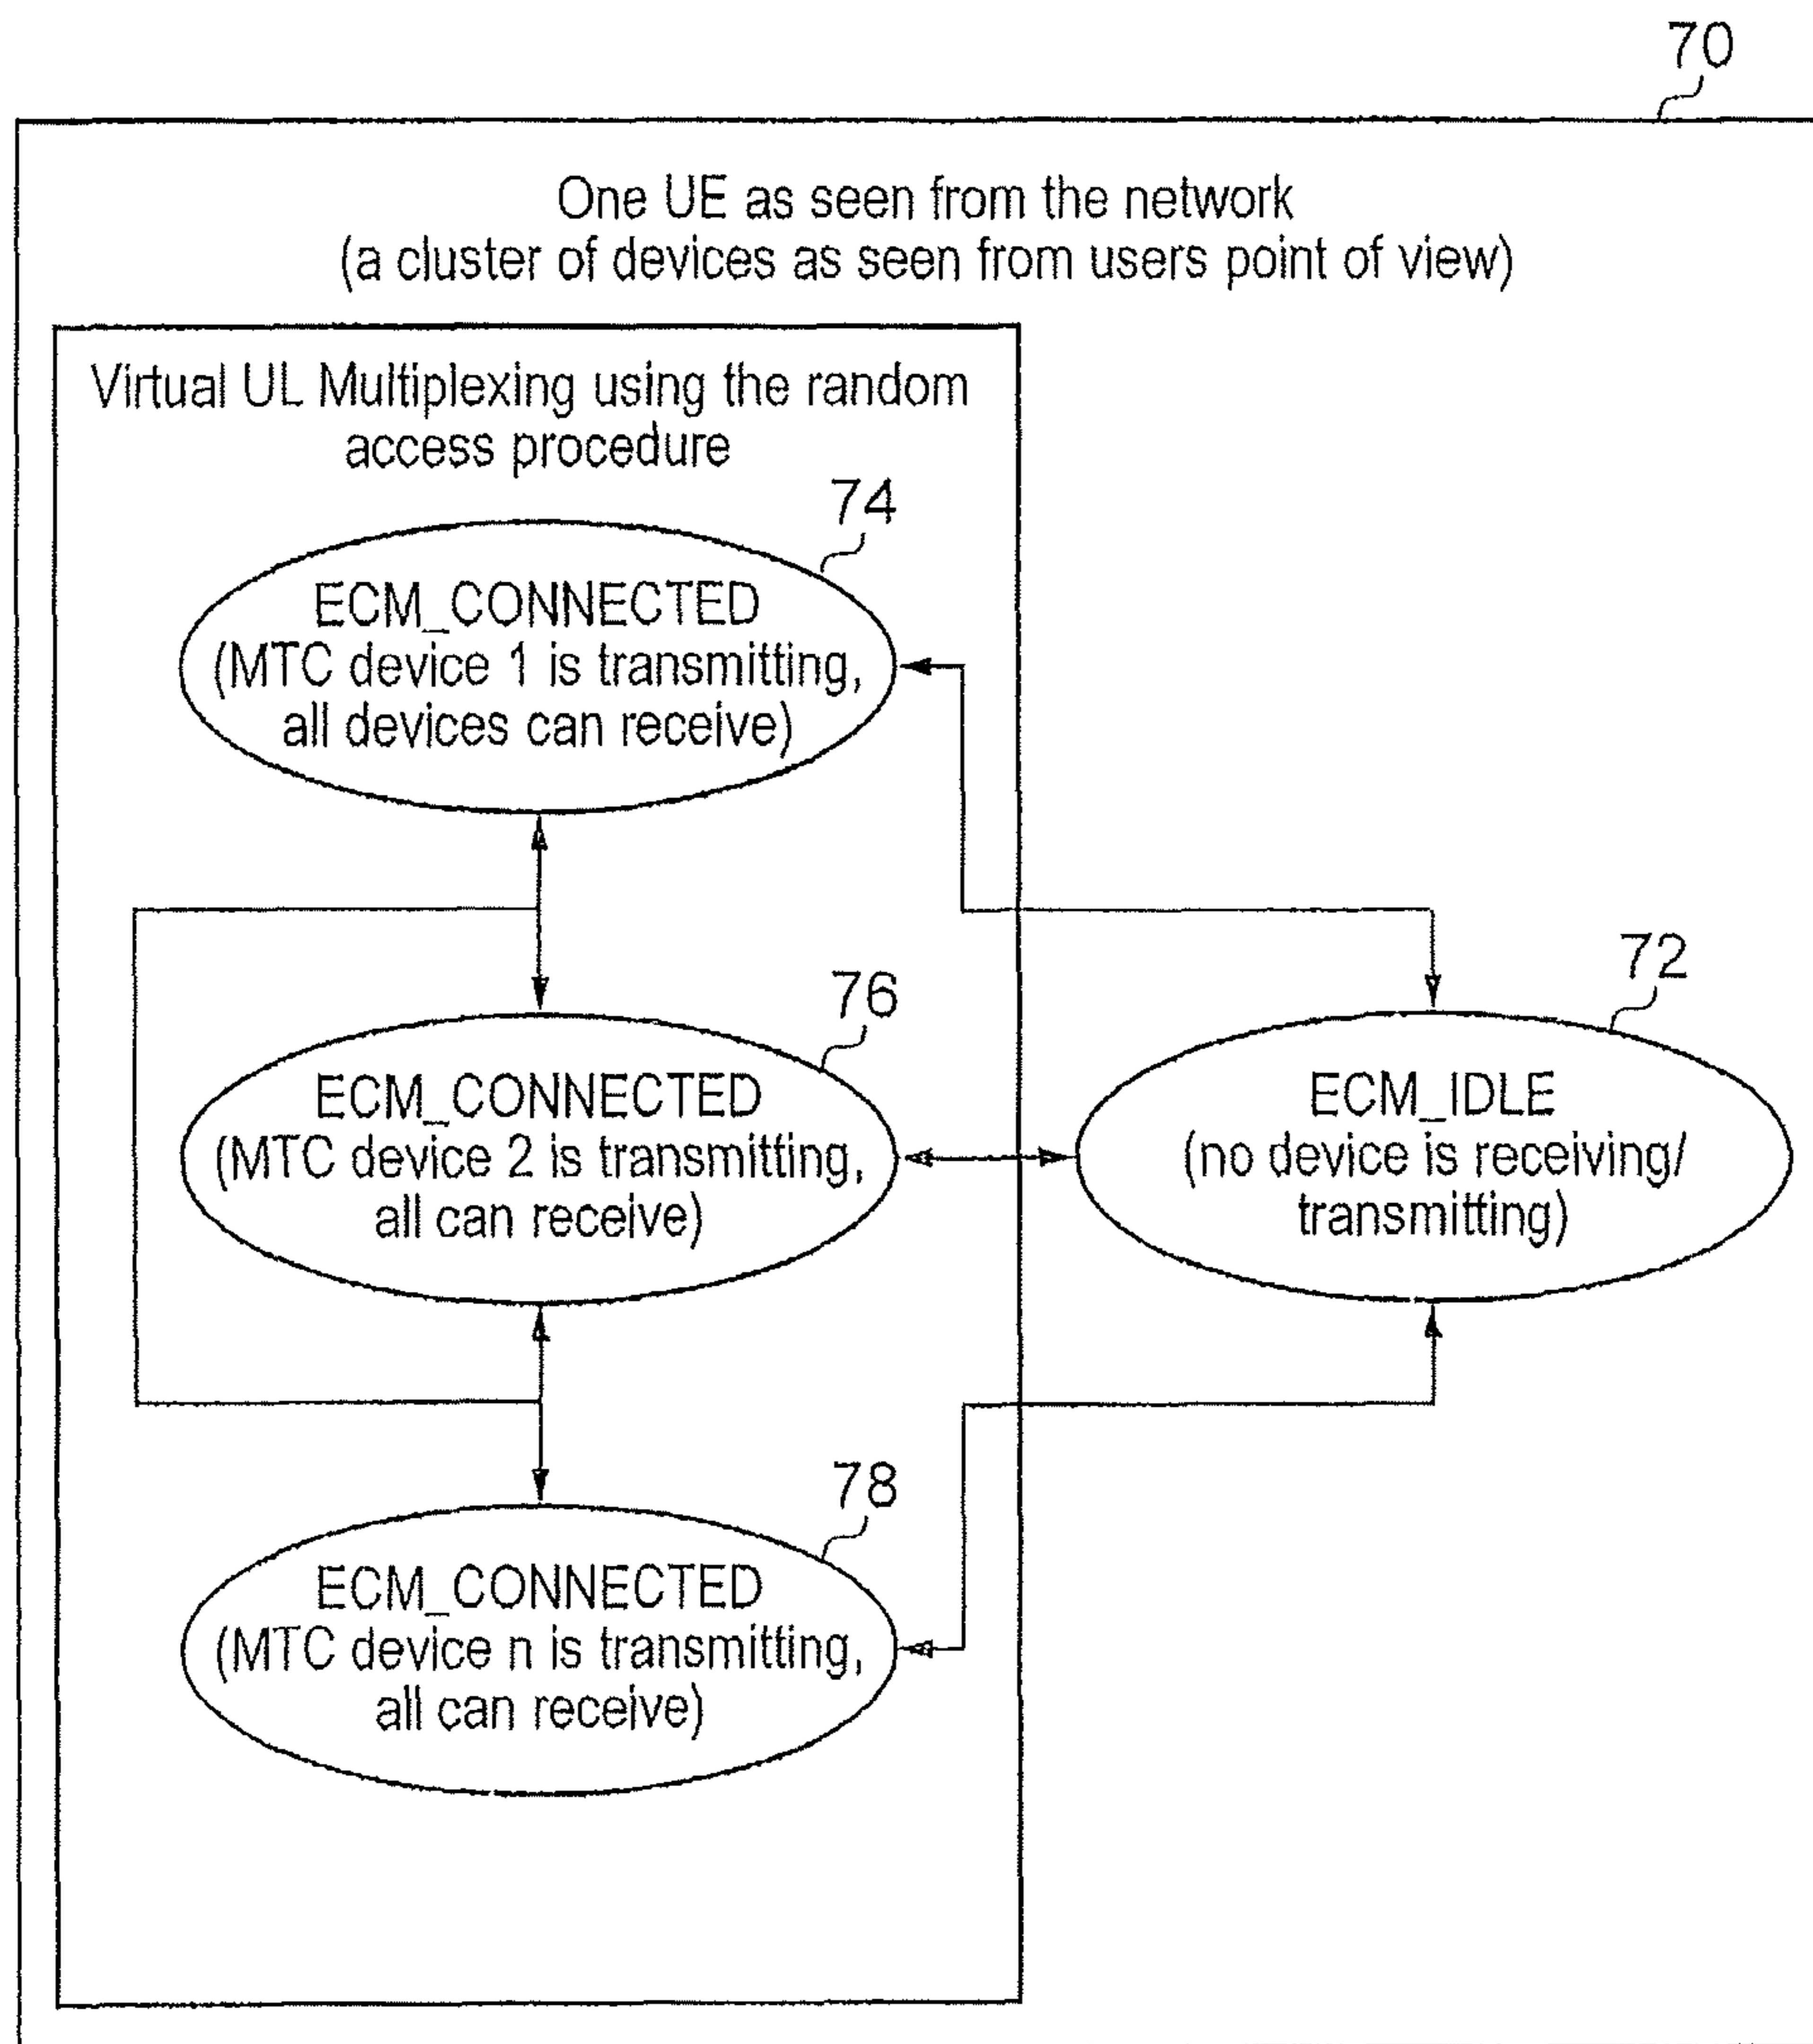 70
One UE as seen from the network
(a cluster of devices as seen from users point of view)
Virtual UL Multiplexing using the random
access procedure
74
ECM_CONNECTED
(MTC device 1 is transmitting,
all devices can receive)
76
ECM_CONNECTED
(MTC device 2 is transmitting,
all can receive)
72
ECM_IDLE
(no device is receiving/
transmitting)
78
ECM_CONNECTED
(MTC device n is transmitting,
all can receive)